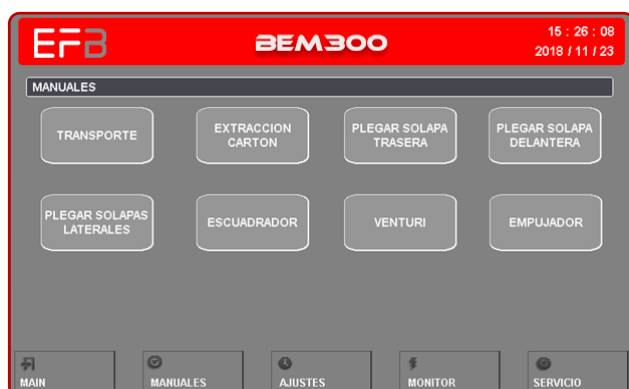 EFB
BEM300
15 : 26 : 08
2018 / 11 / 23
MANUALES
TRANSPORTE
EXTRACCION
CARTON
PLEGAR SOLAPA
TRASERA
PLEGAR SOLAPA
DELANTERA
PLEGAR SOLAPAS
LATERALES
ESCUADRADOR
VENTURI
EMPUJADOR
MAIN
MANUALES
AJUSTES
MONITOR
SERVICIO